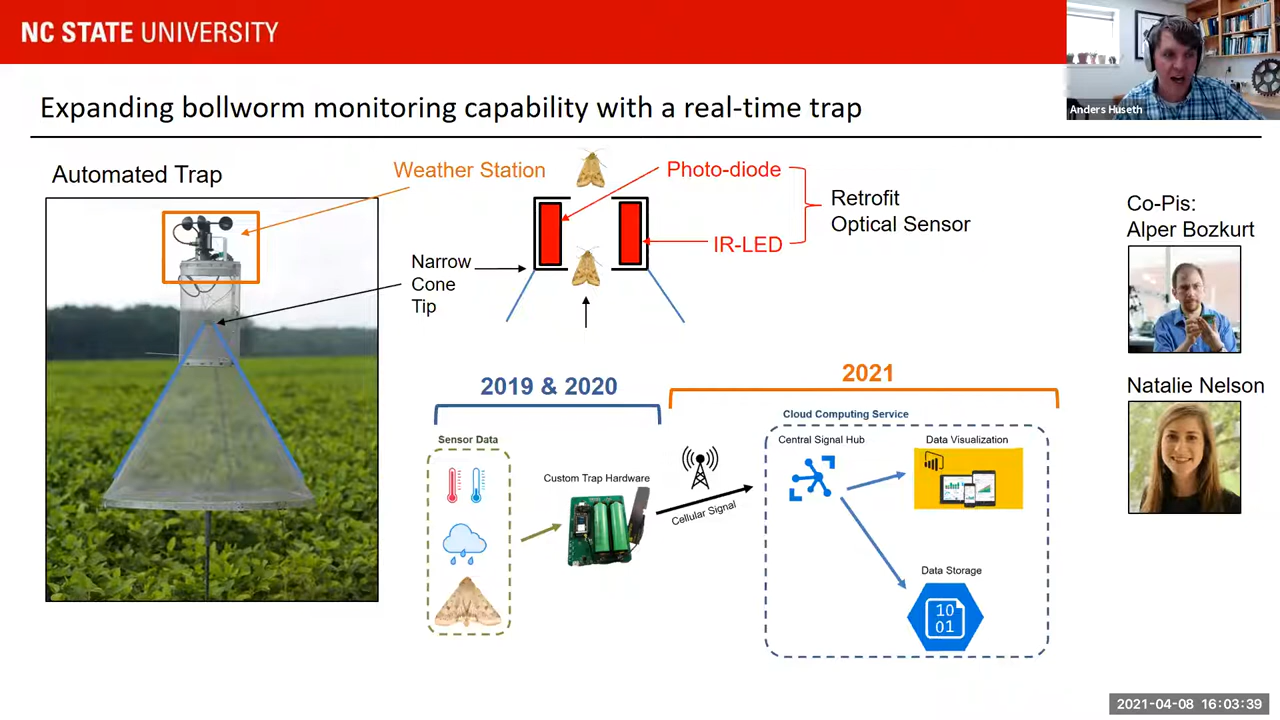 NC STATE UNIVERSITY
Anders Huseth
Expanding bollworm monitoring capability with a real-time trap
Automated Trap
Weather Station
Photo-diode
IR-LED
Retrofit
Optical Sensor
Narrow
Cone
Tip
Co-Pis:
Alper Bozkurt
Natalie Nelson
2019 & 2020
2021
Sensor Data
Custom Trap Hardware
Cellular Signal
Cloud Computing Service
Central Signal Hub
Data Visualization
Data Storage
10
01
2021-04-08 16:03:39